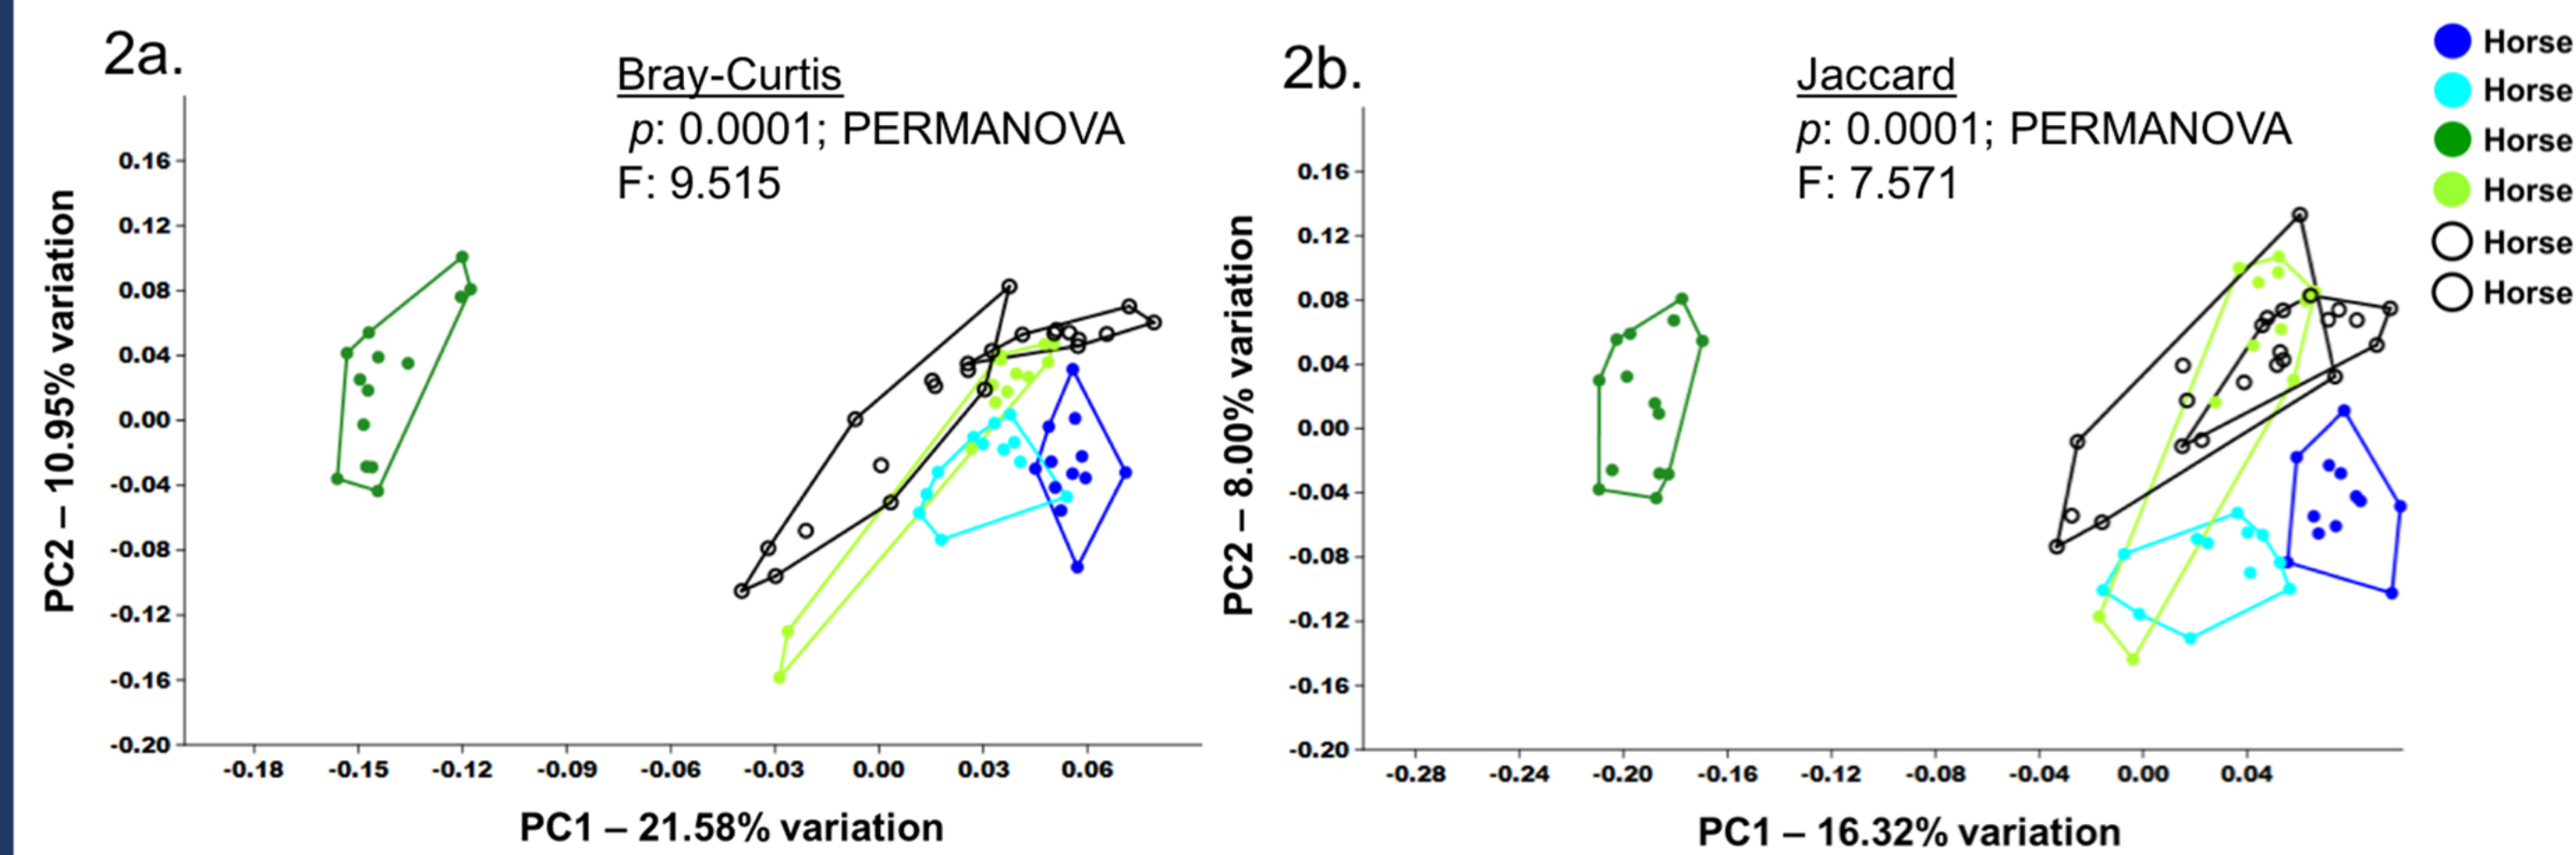 2a.
Bray-Curtis
p: 0.0001; PERMANOVA
F: 9.515
PC2 – 10.95% variation
0.16
0.12
0.08
0.04
0.00
-0.04
-0.08
-0.12
-0.16
-0.20
-0.18 -0.15 -0.12 -0.09 -0.06 -0.03 0.00 0.03 0.06
PC1 – 21.58% variation
2b.
Jaccard
p: 0.0001; PERMANOVA
F: 7.571
PC2 – 8.00% variation
0.16
0.12
0.08
0.04
0.00
-0.04
-0.08
-0.12
-0.16
-0.20
-0.28 -0.24 -0.20 -0.16 -0.12 -0.08 -0.04 0.00 0.04
PC1 – 16.32% variation
Horse
Horse
Horse
Horse
Horse
Horse